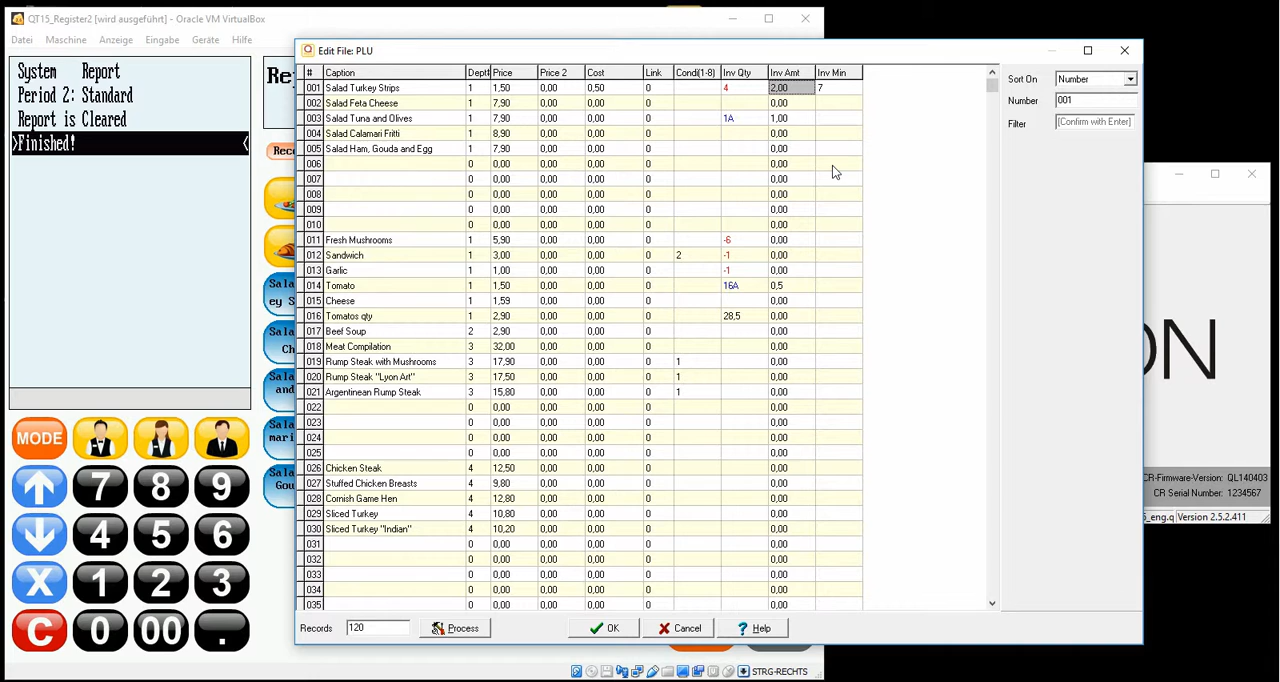 QT15_Register2 [wird ausgeführt] - Oracle VM VirtualBox
Datei Maschine Anzeige Eingabe Geräte Hilfe
System Report
Period 2: Standard
Report is Cleared
>Finished! <
Re
Reco
Sala
ey S
Sala
Ch
Sala
and
Sala
mari
Sala
Gou
MODE
7 8 9
4 5 6
X 1 2 3
C 0 00 .
Edit File: PLU
# Caption Dept# Price Price 2 Cost Link Cond(1-8) Inv Qty Inv Amt Inv Min
001 Salad Turkey Strips 1 1,50 0,00 0,50 0 4 2,00 7
002 Salad Feta Cheese 1 7,90 0,00 0,00 0 0,00
003 Salad Tuna and Olives 1 7,90 0,00 0,00 0 1A 1,00
004 Salad Calamari Fritti 1 8,90 0,00 0,00 0 0,00
005 Salad Ham, Gouda and Egg 1 7,90 0,00 0,00 0 0,00
006 0 0,00 0,00 0,00 0 0,00
007 0 0,00 0,00 0,00 0 0,00
008 0 0,00 0,00 0,00 0 0,00
009 0 0,00 0,00 0,00 0 0,00
010 0 0,00 0,00 0,00 0 0,00
011 Fresh Mushrooms 1 5,90 0,00 0,00 0 -6 0,00
012 Sandwich 1 3,00 0,00 0,00 0 2 -1 0,00
013 Garlic 1 1,00 0,00 0,00 0 -1 0,00
014 Tomato 1 1,50 0,00 0,00 0 16A 0,5
015 Cheese 1 1,59 0,00 0,00 0 0,00
016 Tomatos qty 1 2,90 0,00 0,00 0 28,5 0,00
017 Beef Soup 2 2,90 0,00 0,00 0 0,00
018 Meat Compilation 3 32,00 0,00 0,00 0 0,00
019 Rump Steak with Mushrooms 3 17,90 0,00 0,00 0 1 0,00
020 Rump Steak "Lyon Art" 3 17,50 0,00 0,00 0 1 0,00
021 Argentinean Rump Steak 3 15,80 0,00 0,00 0 1 0,00
022 0 0,00 0,00 0,00 0 0,00
023 0 0,00 0,00 0,00 0 0,00
024 0 0,00 0,00 0,00 0 0,00
025 0 0,00 0,00 0,00 0 0,00
026 Chicken Steak 4 12,50 0,00 0,00 0 0,00
027 Stuffed Chicken Breasts 4 9,80 0,00 0,00 0 0,00
028 Cornish Game Hen 4 12,80 0,00 0,00 0 0,00
029 Sliced Turkey 4 10,80 0,00 0,00 0 0,00
030 Sliced Turkey "Indian" 4 10,20 0,00 0,00 0 0,00
031 0 0,00 0,00 0,00 0 0,00
032 0 0,00 0,00 0,00 0 0,00
033 0 0,00 0,00 0,00 0 0,00
034 0 0,00 0,00 0,00 0 0,00
035 0 0,00 0,00 0,00 0 0,00
Sort On Number
Number 001
Filter [Confirm with Enter]
Records 120 Process OK Cancel Help
STRG-RECHTS
ON
CR-Firmware-Version: QL140403
CR Serial Number: 1234567
_eng.q Version 2.5.2.411